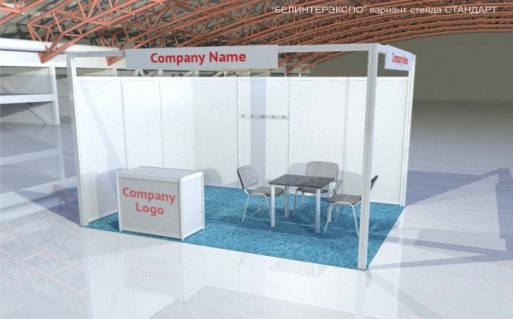 "БЕЛИНТЕРЭКСПО" вариант стенда СТАНДАРТ
Company Name
Company Name
Company
Logo